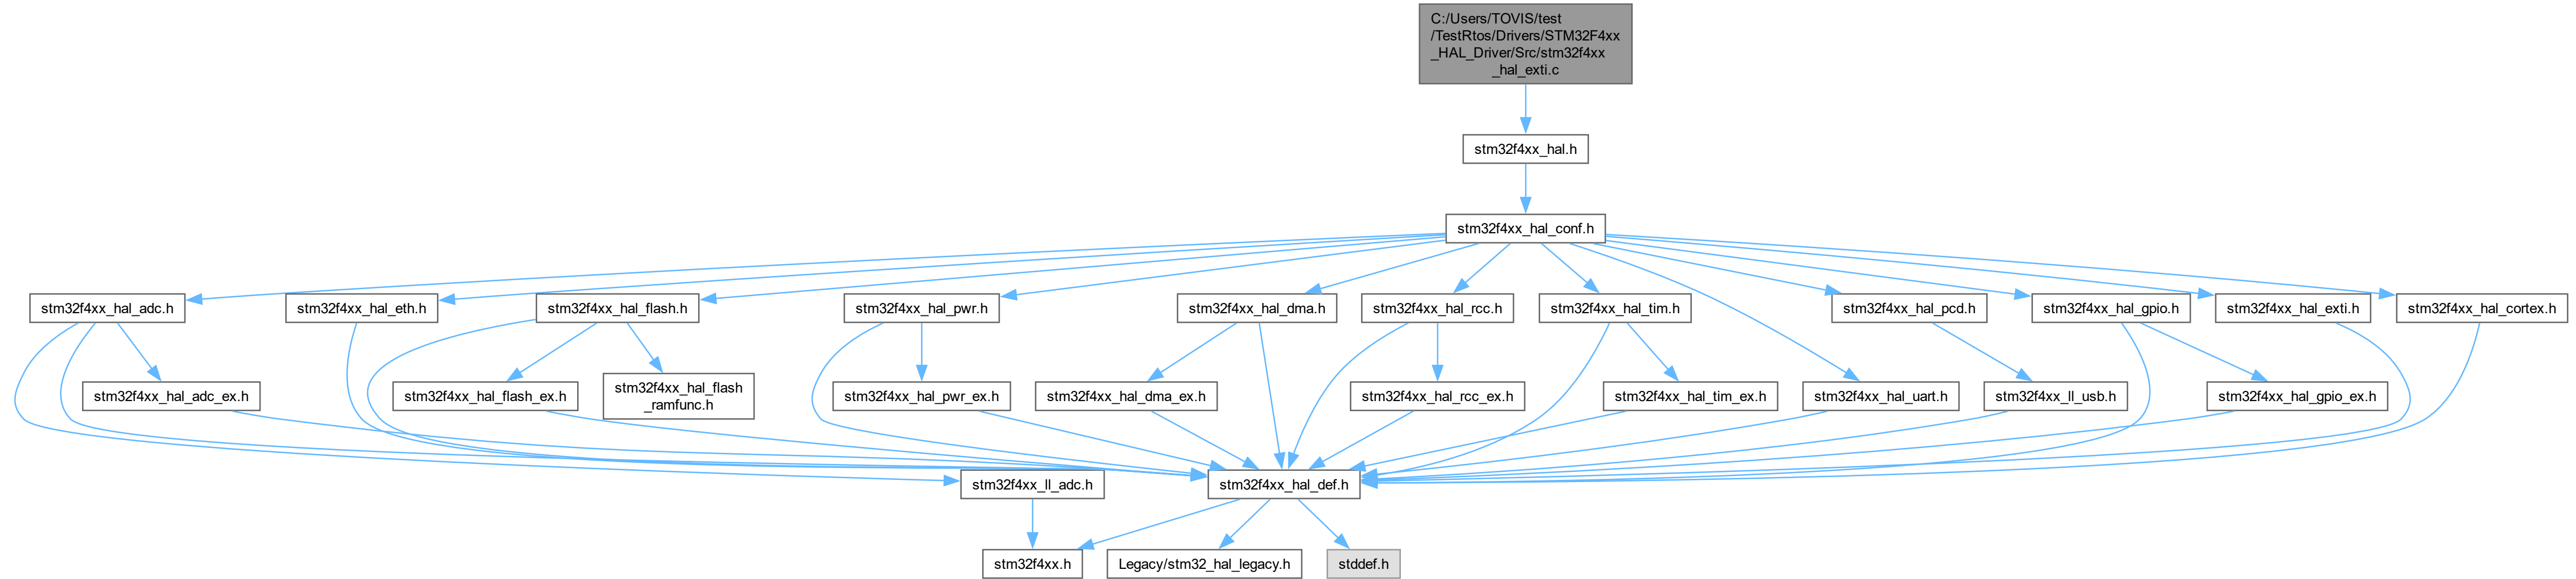 C:/Users/TOVIS/test
/TestRtos/Drivers/STM32F4xx
_HAL_Driver/Src/stm32f4xx
_hal_exti.c
stm32f4xx_hal.h
stm32f4xx_hal_conf.h
stm32f4xx_hal_adc.h
stm32f4xx_hal_eth.h
stm32f4xx_hal_flash.h
stm32f4xx_hal_pwr.h
stm32f4xx_hal_dma.h
stm32f4xx_hal_rcc.h
stm32f4xx_hal_tim.h
stm32f4xx_hal_pcd.h
stm32f4xx_hal_gpio.h
stm32f4xx_hal_exti.h
stm32f4xx_hal_cortex.h
stm32f4xx_hal_adc_ex.h
stm32f4xx_hal_flash_ex.h
stm32f4xx_hal_flash
_ramfunc.h
stm32f4xx_hal_pwr_ex.h
stm32f4xx_hal_dma_ex.h
stm32f4xx_hal_rcc_ex.h
stm32f4xx_hal_tim_ex.h
stm32f4xx_hal_uart.h
stm32f4xx_ll_usb.h
stm32f4xx_hal_gpio_ex.h
stm32f4xx_ll_adc.h
stm32f4xx_hal_def.h
stm32f4xx.h
Legacy/stm32_hal_legacy.h
stddef.h